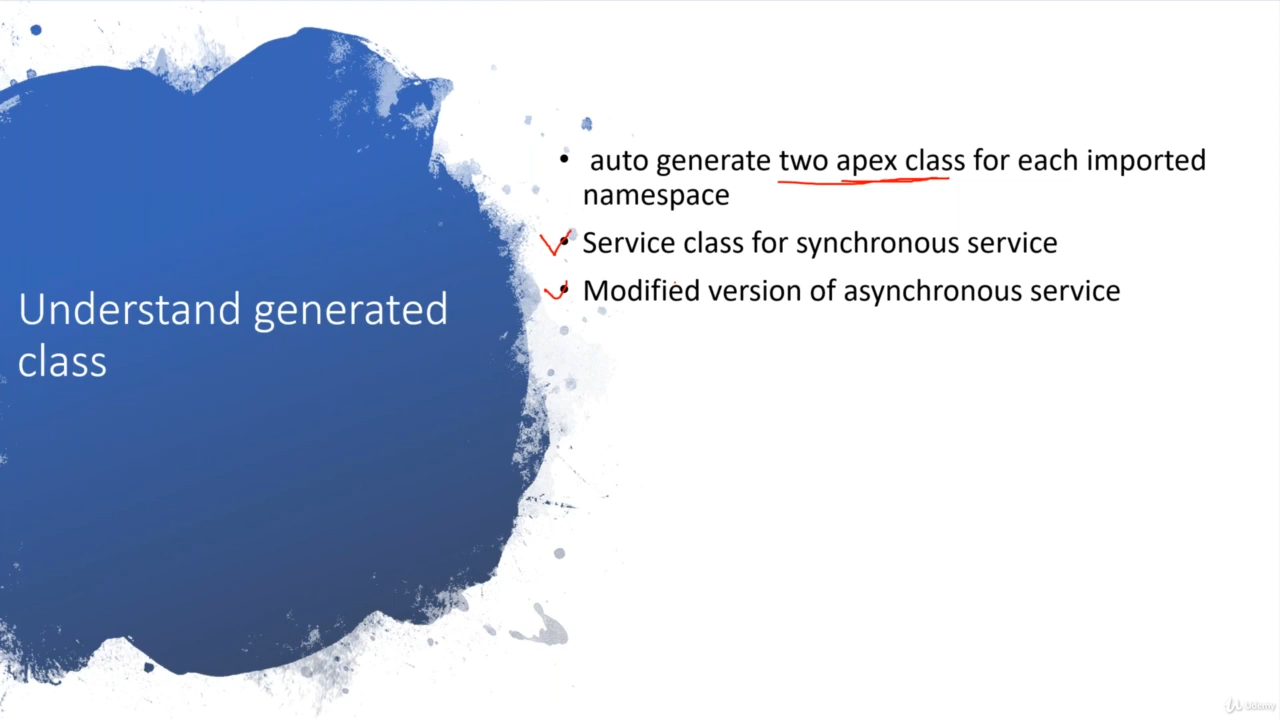 Understand generated
class
• auto generate two apex class for each imported
namespace
• Service class for synchronous service
• Modified version of asynchronous service
Udemy